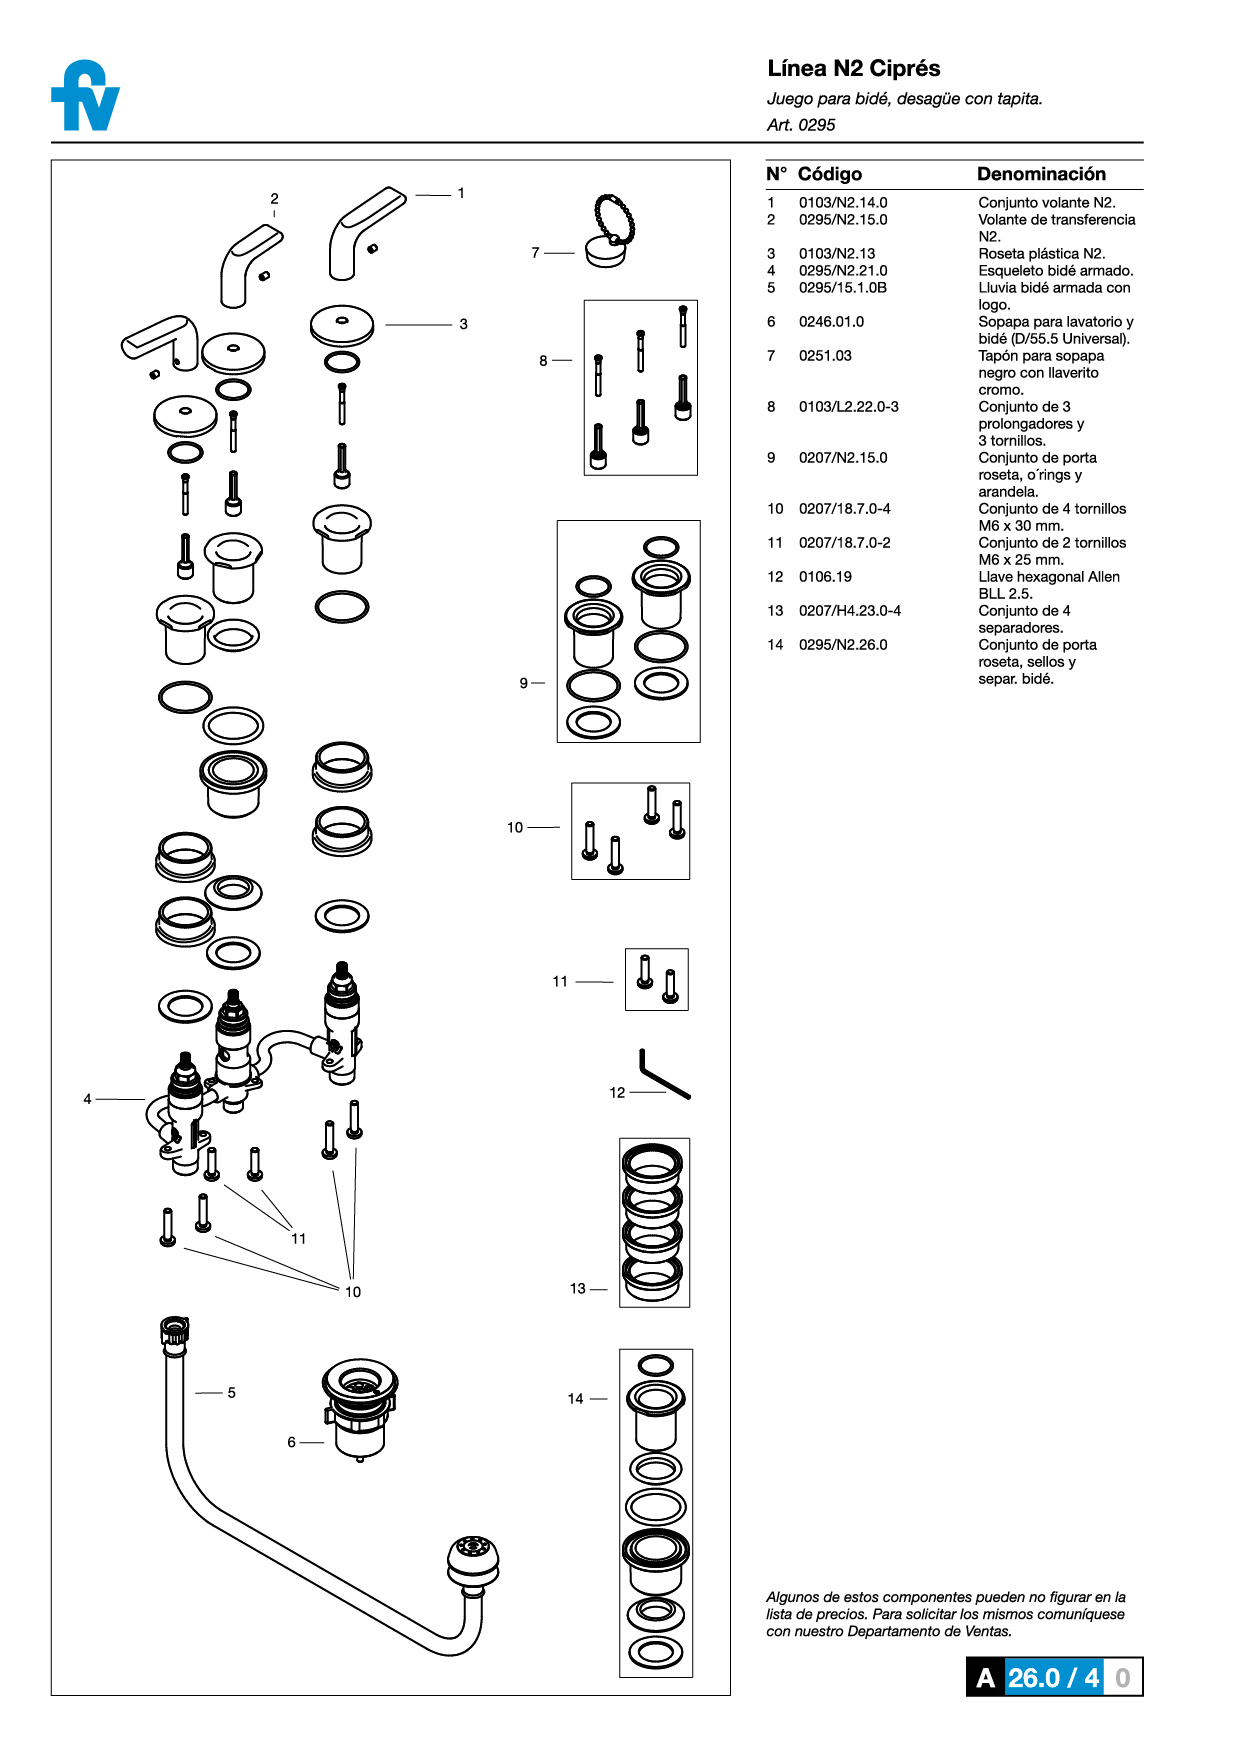 fv
Línea N2 Ciprés
Juego para bidé, desagüe con tapita.
Art. 0295
N° Código Denominación
1 0103/N2.14.0 Conjunto volante N2.
2 0295/N2.15.0 Volante de transferencia
N2.
3 0103/N2.13 Roseta plástica N2.
4 0295/N2.21.0 Esqueleto bidé armado.
5 0295/15.1.0B Lluvia bidé armada con
logo.
6 0246.01.0 Sopapa para lavatorio y
bidé (D/55.5 Universal).
7 0251.03 Tapón para sopapa
negro con llaverito
cromo.
8 0103/L2.22.0-3 Conjunto de 3
prolongadores y
3 tornillos.
9 0207/N2.15.0 Conjunto de porta
roseta, o´rings y
arandela.
10 0207/18.7.0-4 Conjunto de 4 tornillos
M6 x 30 mm.
11 0207/18.7.0-2 Conjunto de 2 tornillos
M6 x 25 mm.
12 0106.19 Llave hexagonal Allen
BLL 2.5.
13 0207/H4.23.0-4 Conjunto de 4
separadores.
14 0295/N2.26.0 Conjunto de porta
roseta, sellos y
separ. bidé.
1
2
7
3
8
9
10
11
12
4
11
13
10
5
14
6
Algunos de estos componentes pueden no figurar en la
lista de precios. Para solicitar los mismos comuníquese
con nuestro Departamento de Ventas.
A 26.0 / 4 0